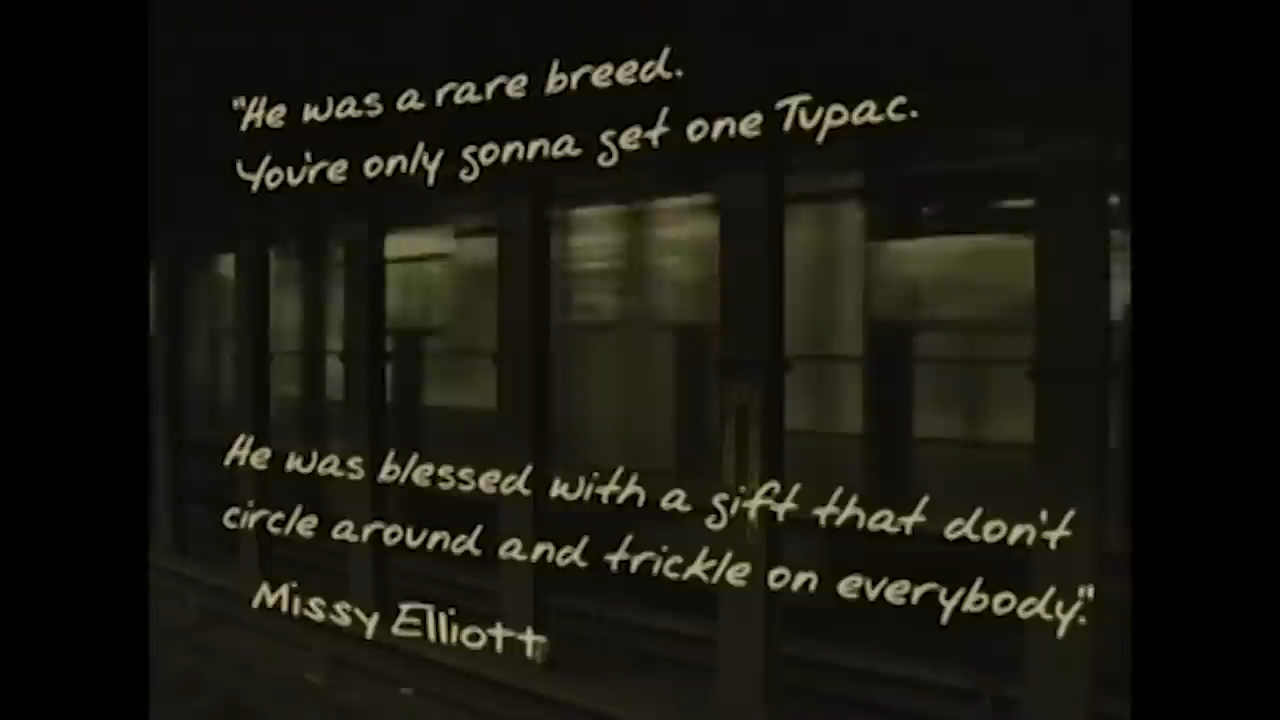 "He was a rare breed.
You're only gonna get one Tupac.
He was blessed with a gift that don't
circle around and trickle on everybody."
Missy Elliott